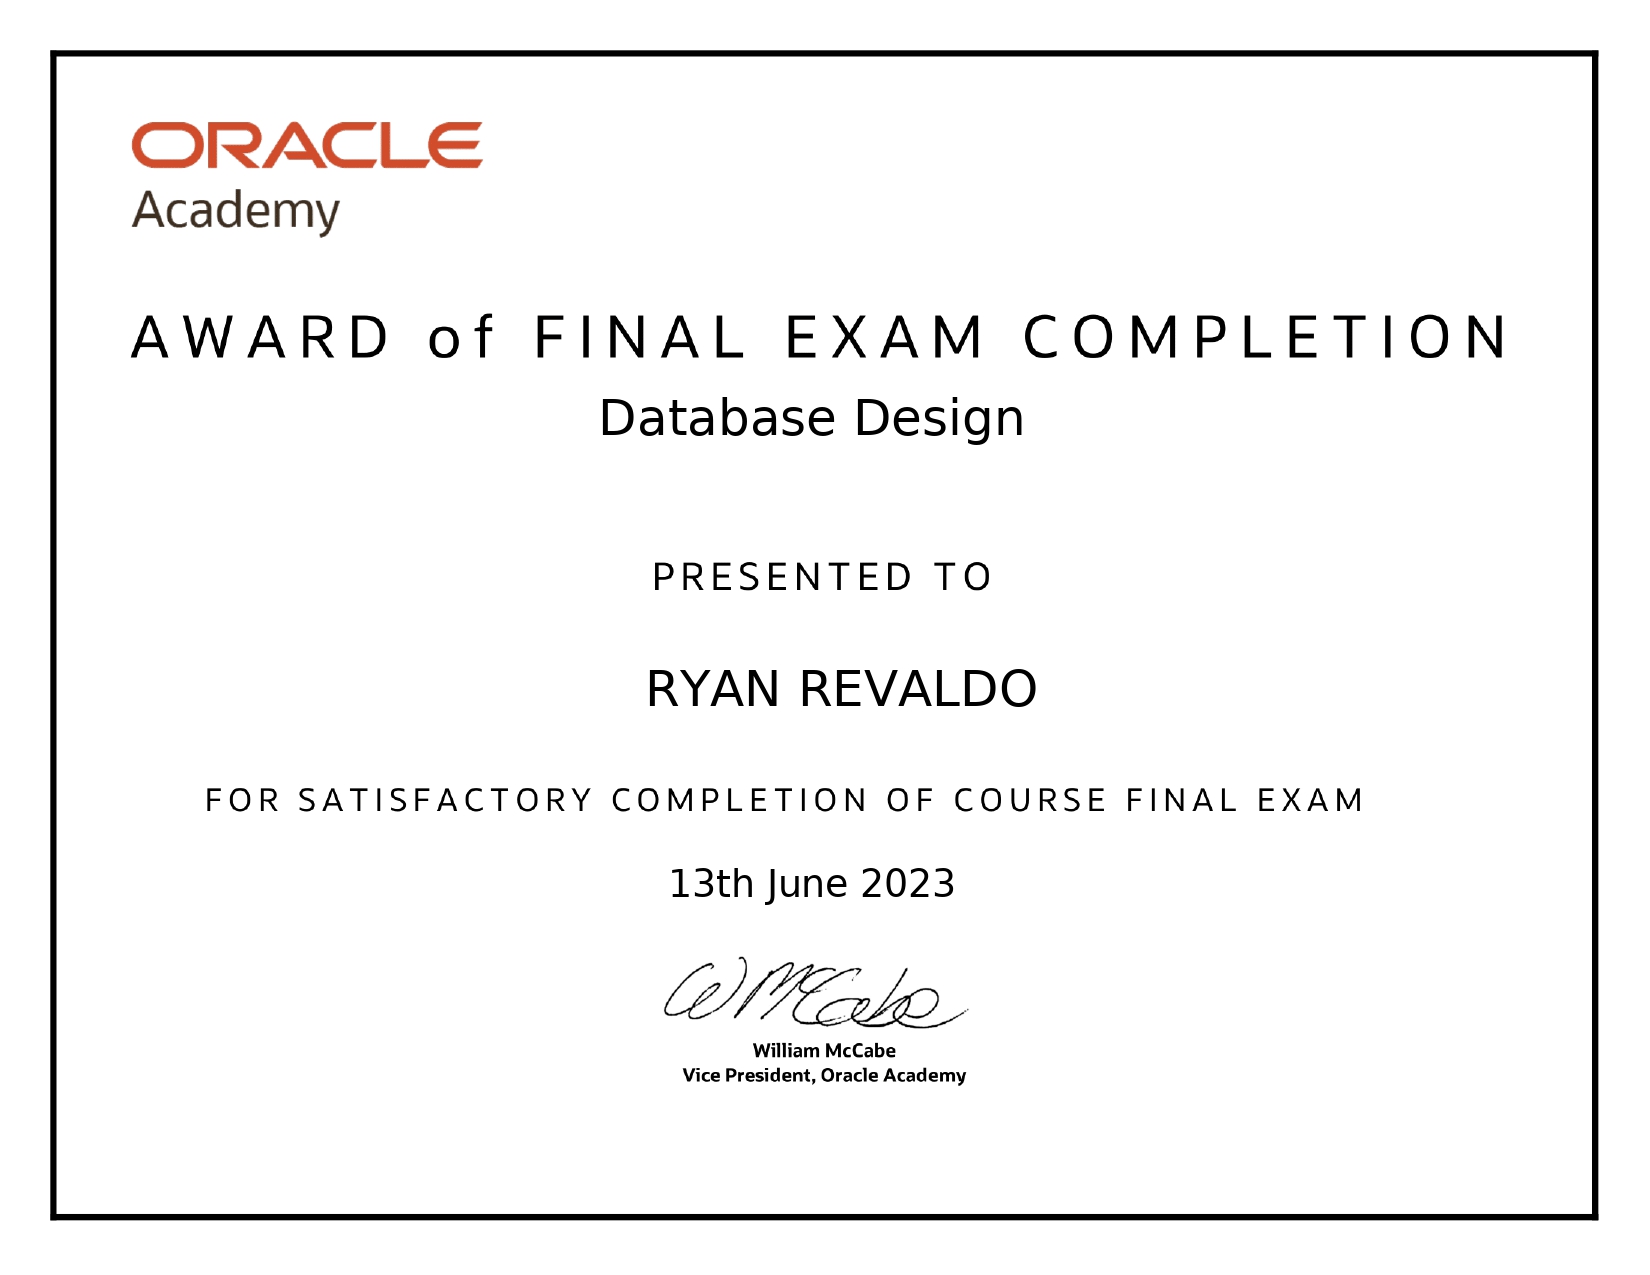 ORACLE
Academy
AWARD of FINAL EXAM COMPLETION
Database Design
PRESENTED TO
RYAN REVALDO
FOR SATISFACTORY COMPLETION OF COURSE FINAL EXAM
13th June 2023
W McCabe
William McCabe
Vice President, Oracle Academy